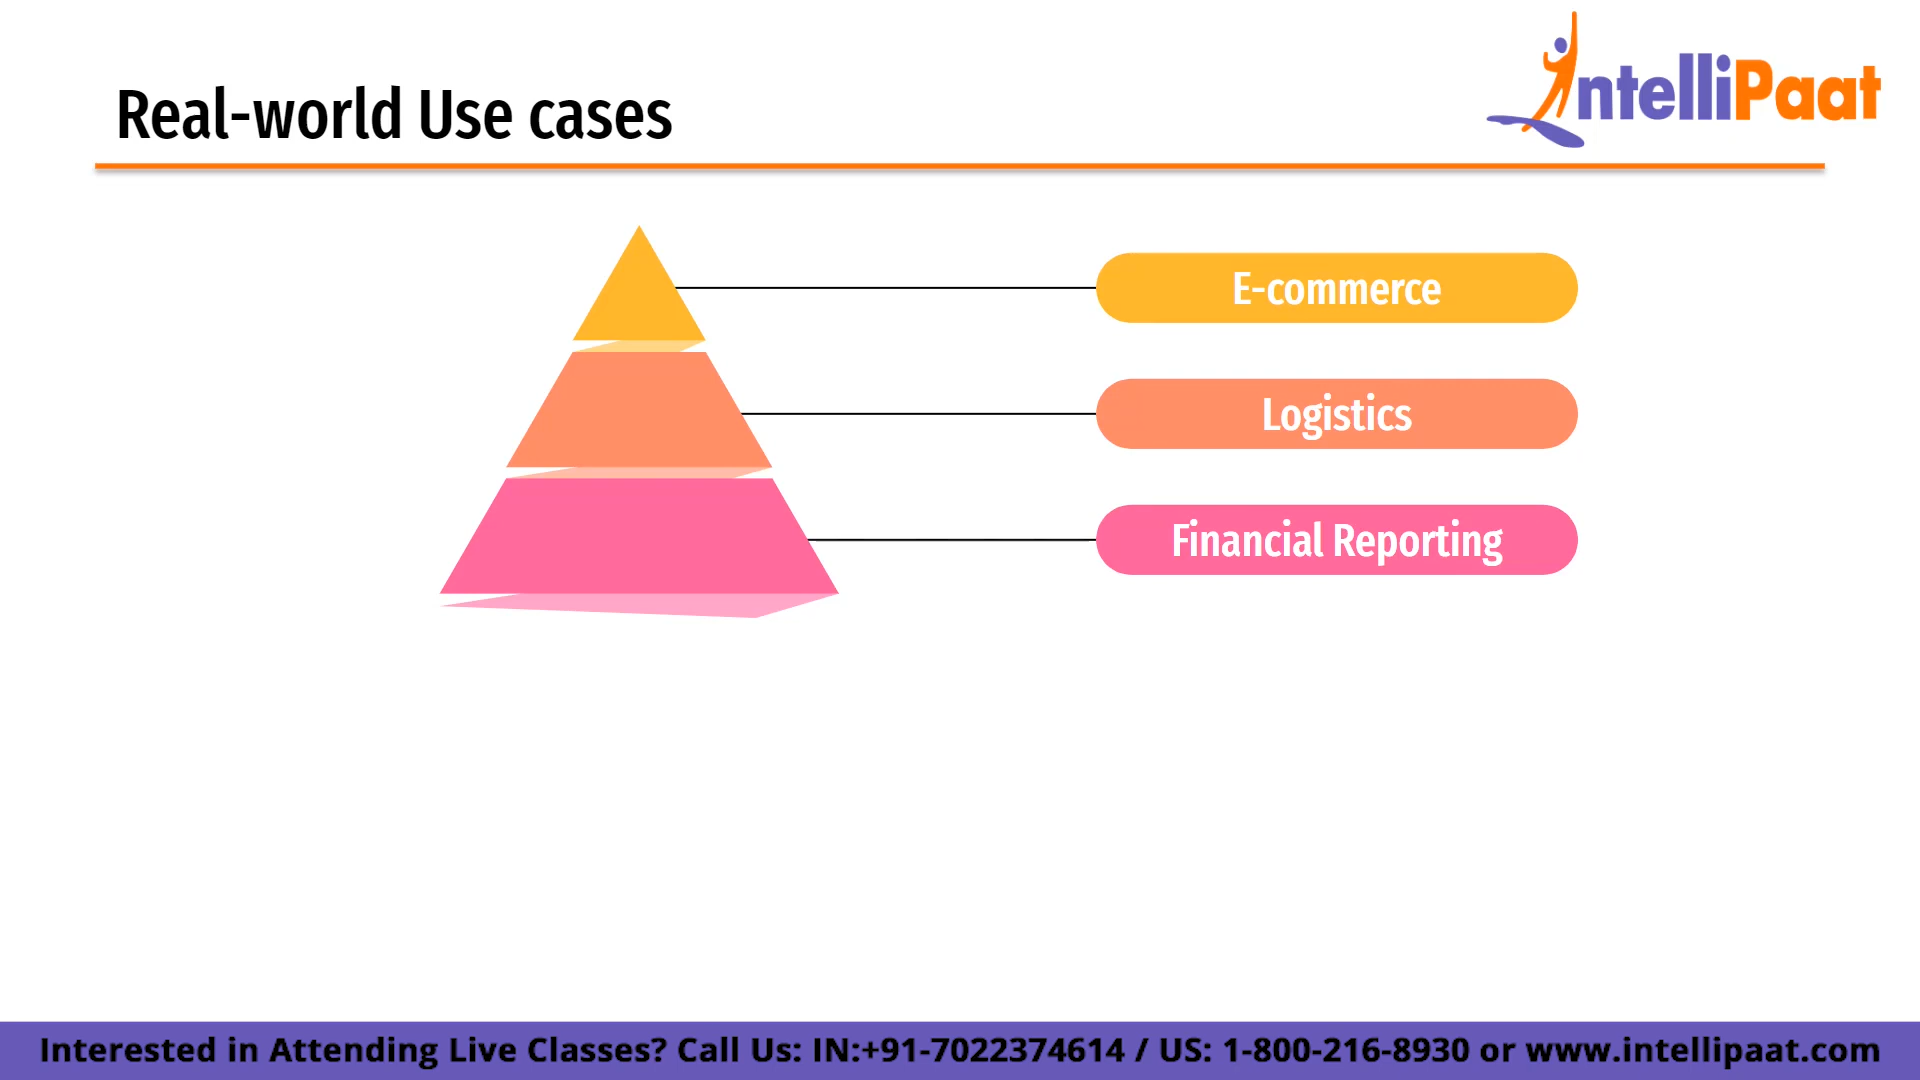 Real-world Use cases
IntelliPaat
E-commerce
Logistics
Financial Reporting
Interested in Attending Live Classes? Call Us: IN:+91-7022374614 / US: 1-800-216-8930 or www.intellipaat.com